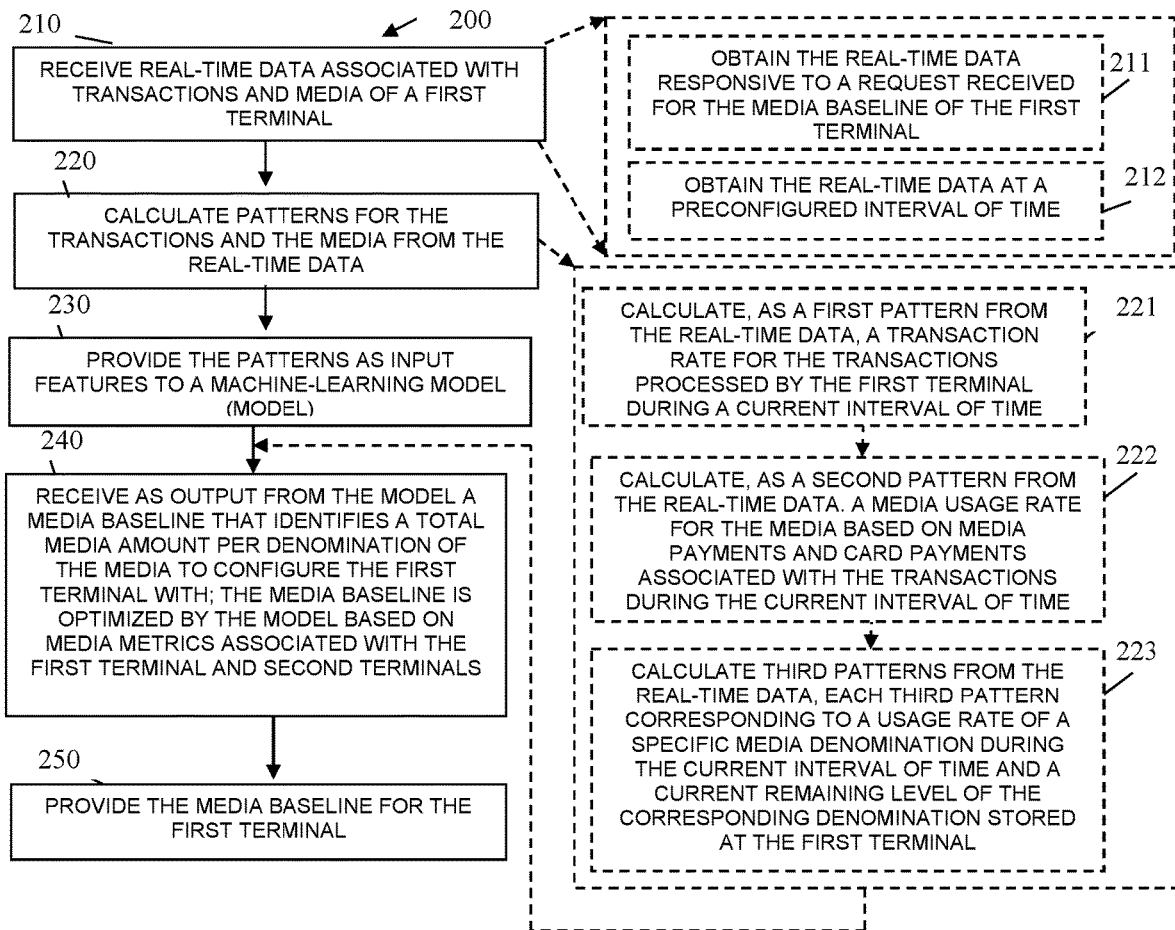 210
200
RECEIVE REAL-TIME DATA ASSOCIATED WITH
TRANSACTIONS AND MEDIA OF A FIRST
TERMINAL
220
CALCULATE PATTERNS FOR THE
TRANSACTIONS AND THE MEDIA FROM THE
REAL-TIME DATA
230
PROVIDE THE PATTERNS AS INPUT
FEATURES TO A MACHINE-LEARNING MODEL
(MODEL)
240
RECEIVE AS OUTPUT FROM THE MODEL A
MEDIA BASELINE THAT IDENTIFIES A TOTAL
MEDIA AMOUNT PER DENOMINATION OF
THE MEDIA TO CONFIGURE THE FIRST
TERMINAL WITH; THE MEDIA BASELINE IS
OPTIMIZED BY THE MODEL BASED ON
MEDIA METRICS ASSOCIATED WITH THE
FIRST TERMINAL AND SECOND TERMINALS
250
PROVIDE THE MEDIA BASELINE FOR THE
FIRST TERMINAL
OBTAIN THE REAL-TIME DATA
RESPONSIVE TO A REQUEST RECEIVED
FOR THE MEDIA BASELINE OF THE FIRST
TERMINAL
211
OBTAIN THE REAL-TIME DATA AT A
PRECONFIGURED INTERVAL OF TIME
212
CALCULATE, AS A FIRST PATTERN FROM
THE REAL-TIME DATA, A TRANSACTION
RATE FOR THE TRANSACTIONS
PROCESSED BY THE FIRST TERMINAL
DURING A CURRENT INTERVAL OF TIME
221
CALCULATE, AS A SECOND PATTERN FROM
THE REAL-TIME DATA. A MEDIA USAGE RATE
FOR THE MEDIA BASED ON MEDIA
PAYMENTS AND CARD PAYMENTS
ASSOCIATED WITH THE TRANSACTIONS
DURING THE CURRENT INTERVAL OF TIME
222
CALCULATE THIRD PATTERNS FROM THE
REAL-TIME DATA, EACH THIRD PATTERN
CORRESPONDING TO A USAGE RATE OF A
SPECIFIC MEDIA DENOMINATION DURING
THE CURRENT INTERVAL OF TIME AND A
CURRENT REMAINING LEVEL OF THE
CORRESPONDING DENOMINATION STORED
AT THE FIRST TERMINAL
223